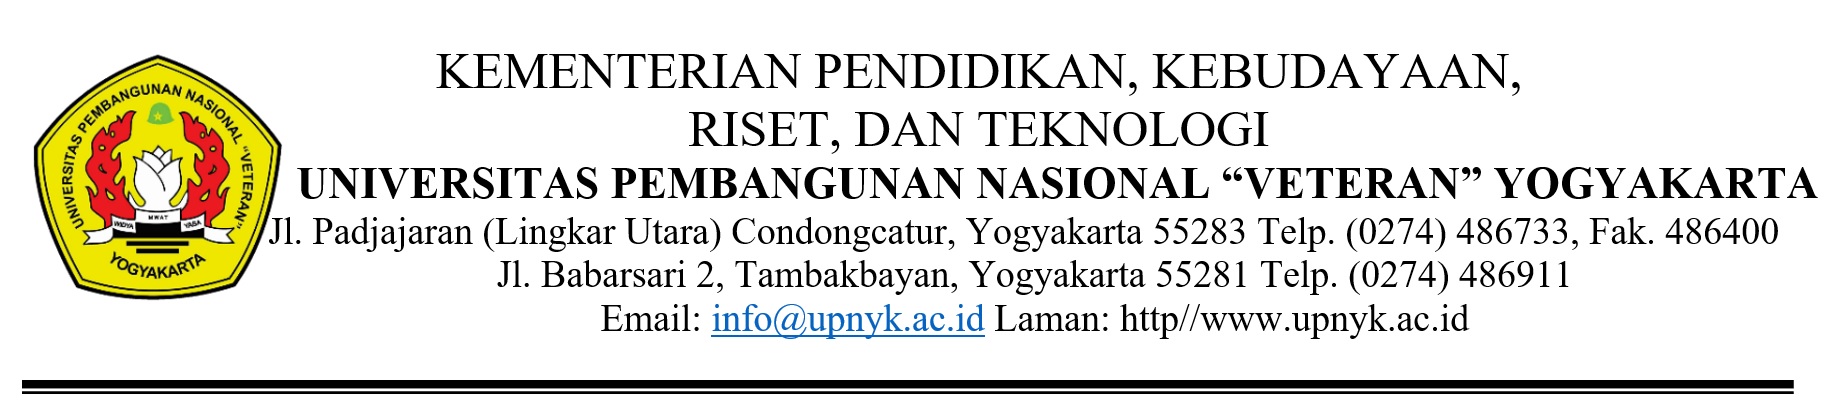 UNIVERSITAS PEMBANGUNAN NASIONAL "VETERAN"
MWAT
WIDYA YASA
YOGYAKARTA
KEMENTERIAN PENDIDIKAN, KEBUDAYAAN,
RISET, DAN TEKNOLOGI
UNIVERSITAS PEMBANGUNAN NASIONAL “VETERAN” YOGYAKARTA
Jl. Padjajaran (Lingkar Utara) Condongcatur, Yogyakarta 55283 Telp. (0274) 486733, Fak. 486400
Jl. Babarsari 2, Tambakbayan, Yogyakarta 55281 Telp. (0274) 486911
Email: info@upnyk.ac.id Laman: http//www.upnyk.ac.id